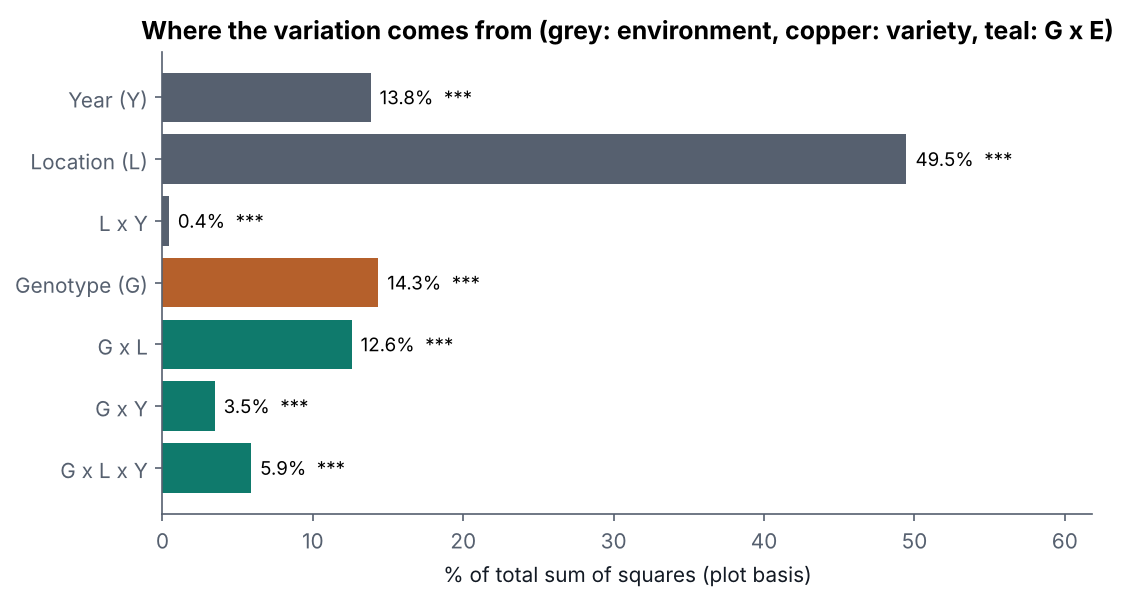 Where the variation comes from (grey: environment, copper: variety, teal: G x E)
Year (Y) 13.8% ***
Location (L) 49.5% ***
L x Y 0.4% ***
Genotype (G) 14.3% ***
G x L 12.6% ***
G x Y 3.5% ***
G x L x Y 5.9% ***
0 10 20 30 40 50 60
% of total sum of squares (plot basis)